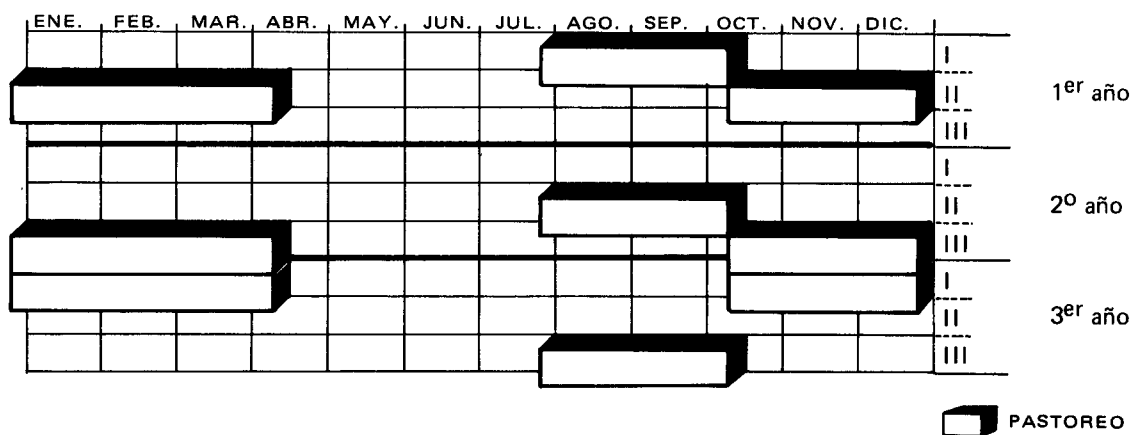 ENE. FEB. MAR. ABR. MAY. JUN. JUL. AGO. SEP. OCT. NOV. DIC.
I
II
III
1er año
I
II
III
2º año
I
II
III
3er año
PASTOREO